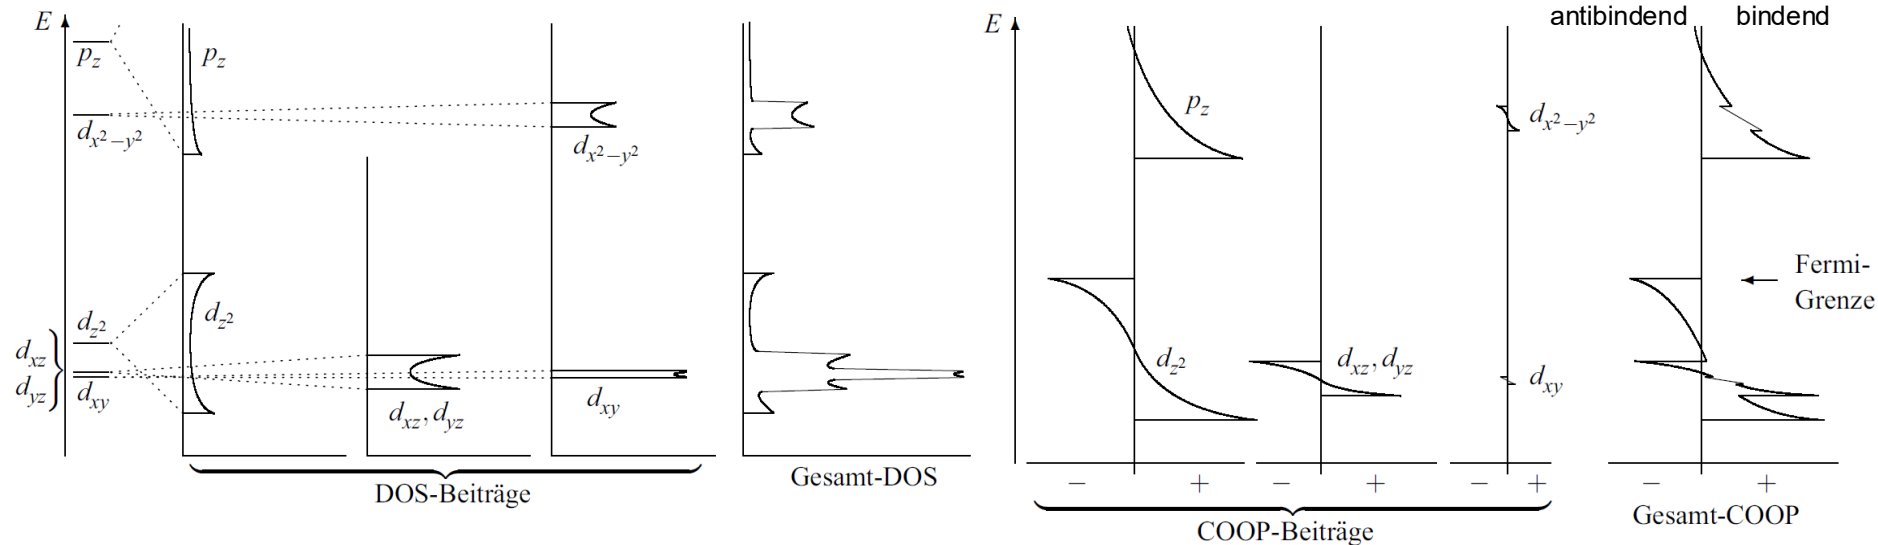 E
p_z
d_{x²−y²}
d_{z²}
d_{xz}
d_{yz}
d_{xy}
p_z
d_{z²}
d_{xz}, d_{yz}
d_{x²−y²}
d_{xy}
DOS-Beiträge
Gesamt-DOS
E
p_z
d_{z²}
− +
d_{xz}, d_{yz}
− +
d_{x²−y²}
d_{xy}
− +
COOP-Beiträge
antibindend bindend
Fermi-
Grenze
− +
Gesamt-COOP